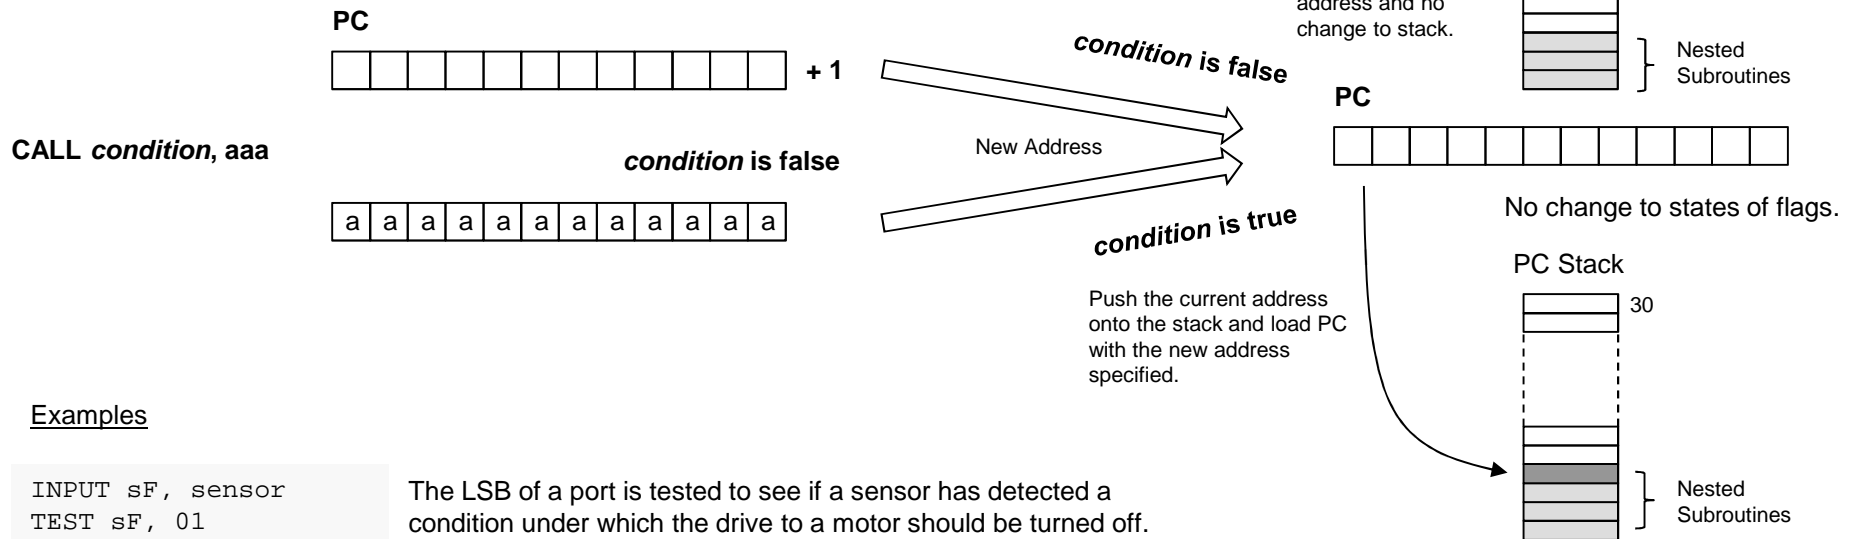 address and no
change to stack.
PC
condition is false
Nested
Subroutines
+ 1
PC
CALL condition, aaa
condition is false
New Address
a a a a a a a a a a a a
condition is true
No change to states of flags.
PC Stack
Push the current address
onto the stack and load PC
with the new address
specified.
30
Examples
INPUT sF, sensor
TEST sF, 01
The LSB of a port is tested to see if a sensor has detected a
condition under which the drive to a motor should be turned off.
Nested
Subroutines